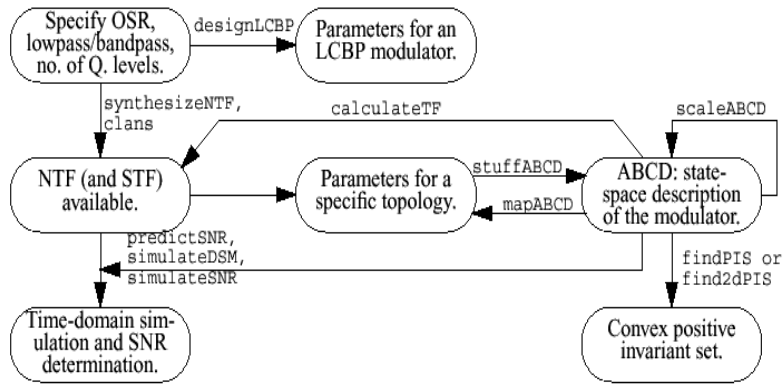 Specify OSR,
lowpass/bandpass,
no. of Q. levels.
designLCBP
Parameters for an
LCBP modulator.
synthesizeNTF,
clans
calculateTF
scaleABCD
NTF (and STF)
available.
Parameters for a
specific topology.
stuffABCD
mapABCD
ABCD: state-
space description
of the modulator.
predictSNR,
simulateDSM,
simulateSNR
findPIS or
find2dPIS
Time-domain sim-
ulation and SNR
determination.
Convex positive
invariant set.